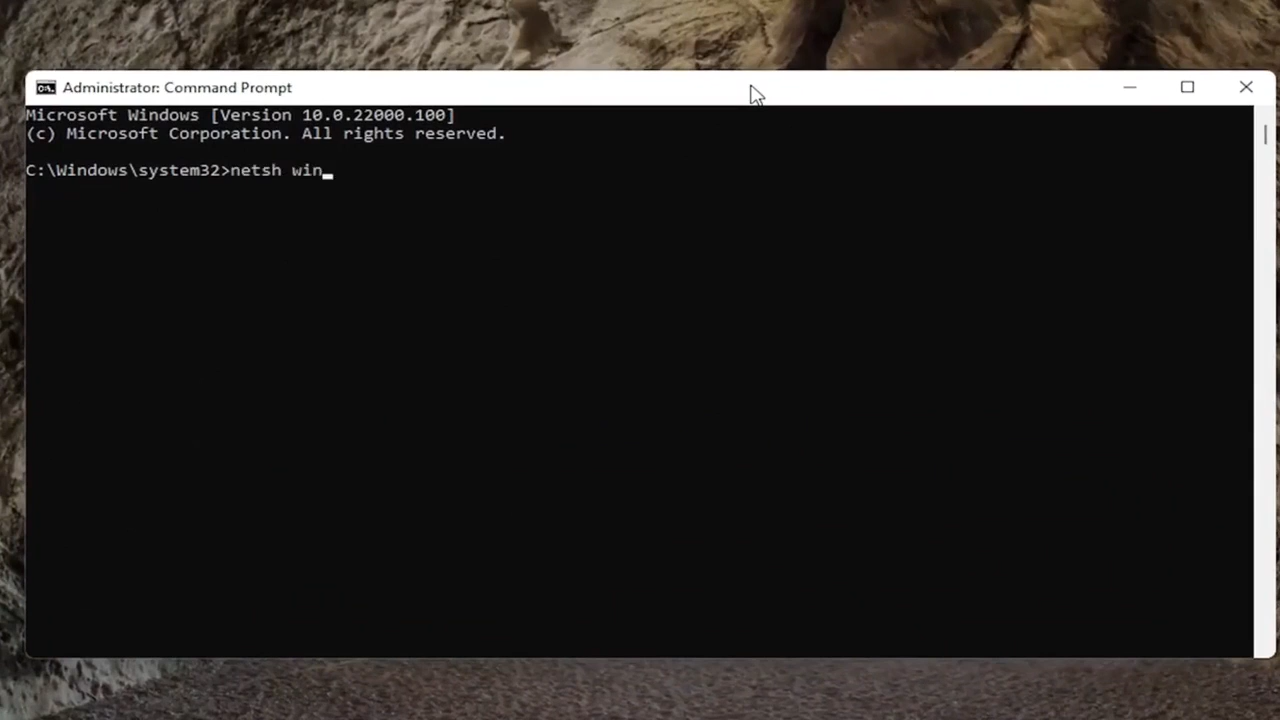 Administrator: Command Prompt
Microsoft Windows [Version 10.0.22000.100]
(c) Microsoft Corporation. All rights reserved.
C:\Windows\system32>netsh win